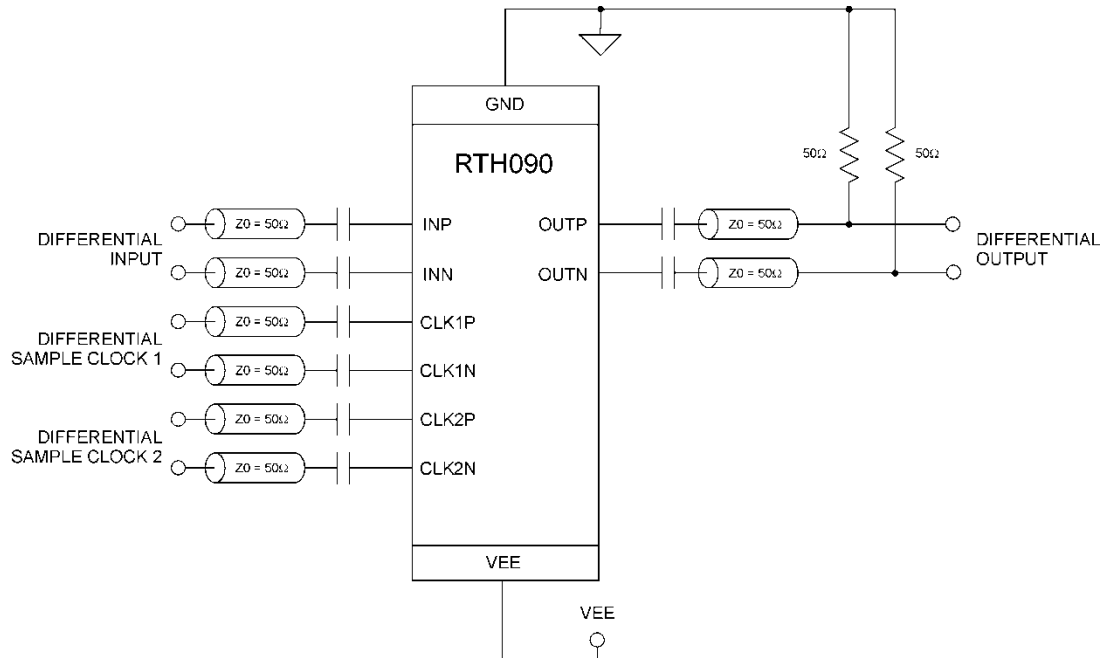 GND
RTH090
50Ω
50Ω
Z0 = 50Ω
INP
OUTP
Z0 = 50Ω
DIFFERENTIAL
INPUT
DIFFERENTIAL
OUTPUT
Z0 = 50Ω
INN
OUTN
Z0 = 50Ω
Z0 = 50Ω
CLK1P
DIFFERENTIAL
SAMPLE CLOCK 1
Z0 = 50Ω
CLK1N
Z0 = 50Ω
CLK2P
DIFFERENTIAL
SAMPLE CLOCK 2
Z0 = 50Ω
CLK2N
VEE
VEE